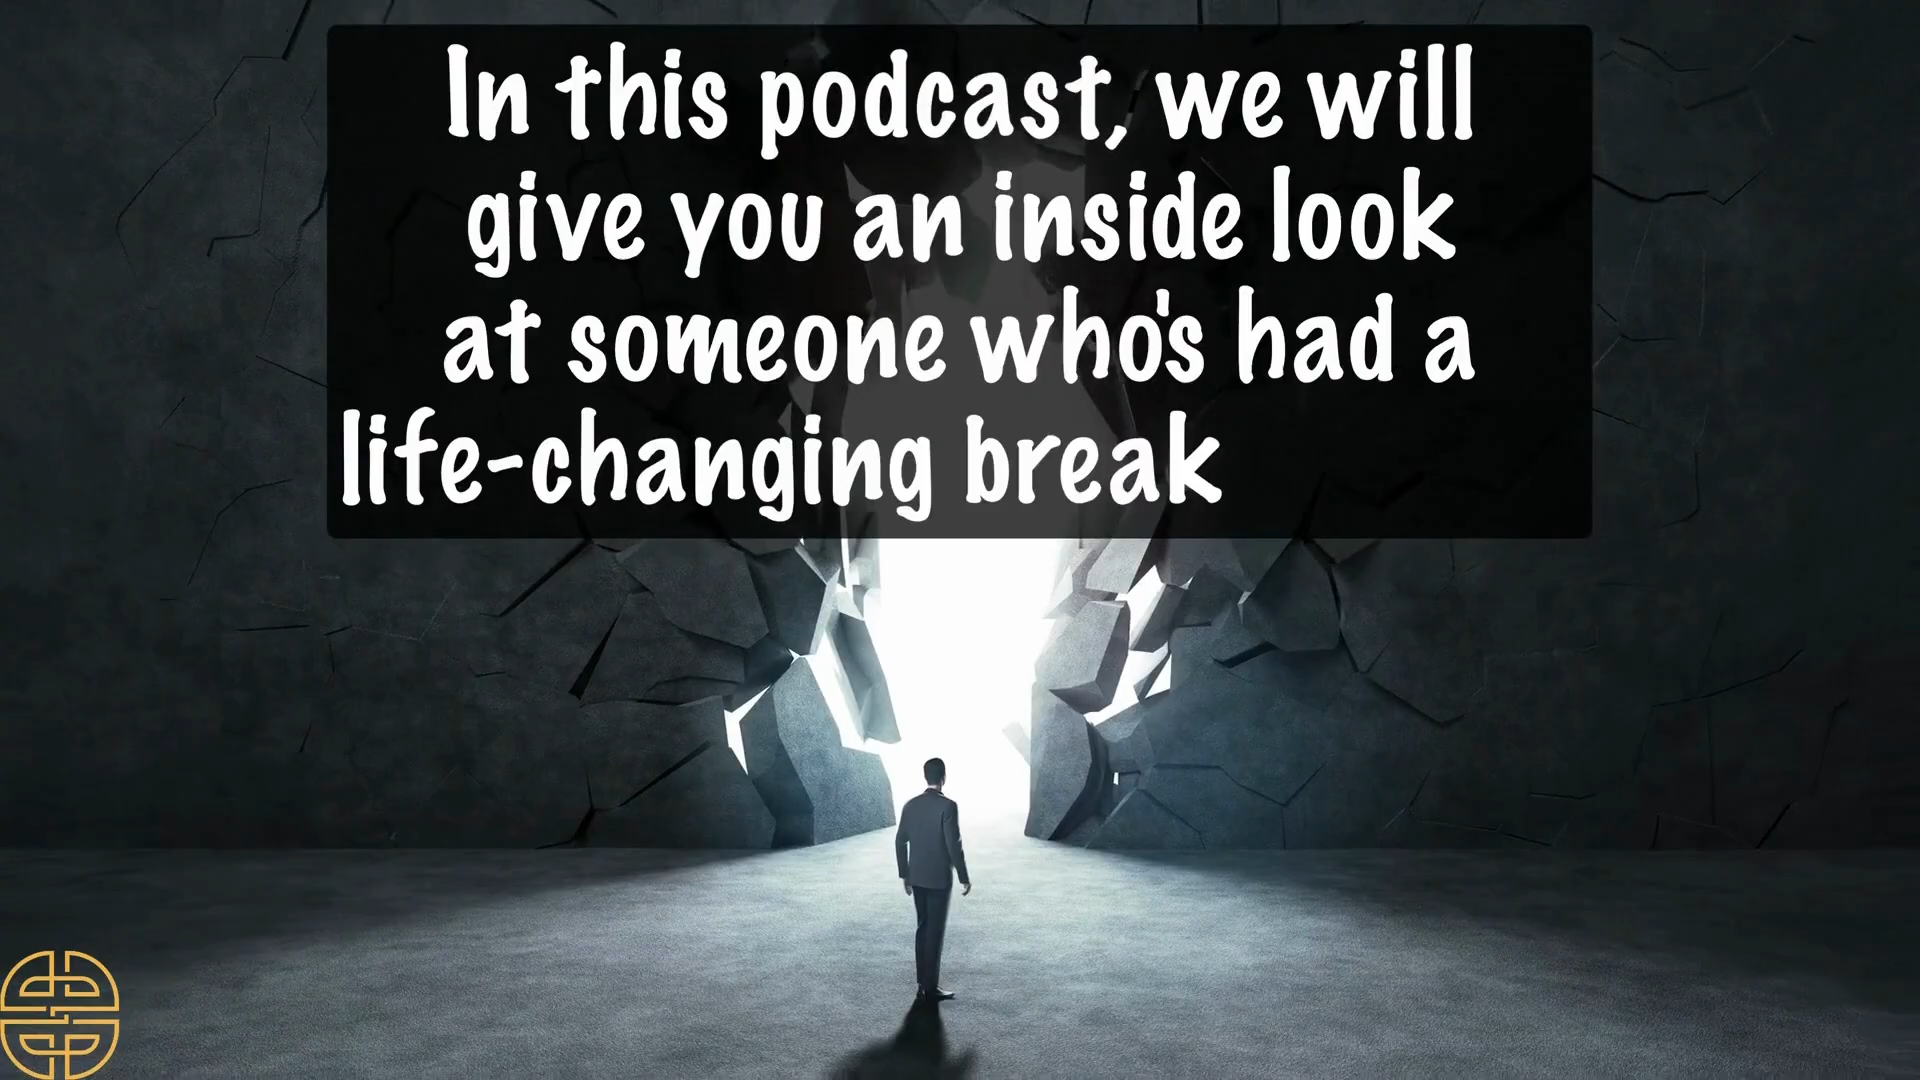 In this podcast, we will
give you an inside look
at someone who's had a
life-changing break